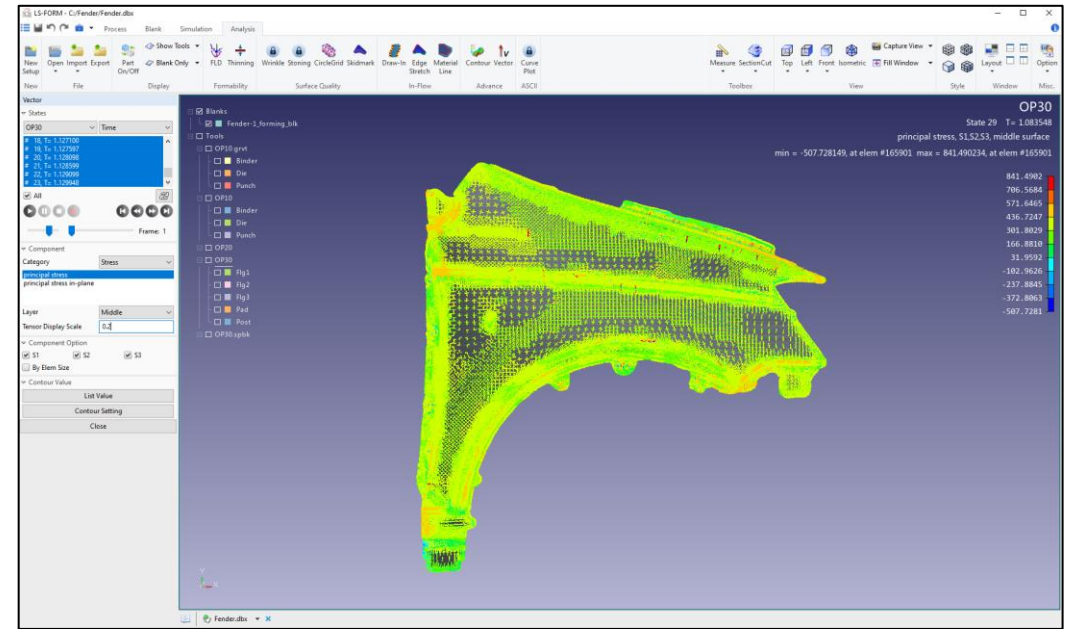 LS-FORM - C:/Fender/Fender.dbx
Process Blank Simulation Analysis
New Setup Open Import Export Part On/Off Show Tools Blank Only FLD Thinning Wrinkle Stoning CircleGrid Skidmark Draw-In Edge Stretch Material Line Contour Vector Curve Plot Measure SectionCut Top Left Front Isometric Capture View Fill Window Layout Option
New File Display Formability Surface Quality In-Flow Advance ASCII Toolbox View Style Window Misc.
Vector
States
OP30 Time
# 18, T= 1.127100
# 19, T= 1.127597
# 20, T= 1.128098
# 21, T= 1.128599
# 22, T= 1.129099
# 23, T= 1.129948
All
Frame: 1
Component
Category Stress
principal stress
principal stress in-plane
Layer Middle
Tensor Display Scale 0.2
Component Option
S1 S2 S3
By Elem Size
Contour Value
List Value
Contour Setting
Close
Blanks
Fender-1_forming_blk
Tools
OP10.grvt
Binder
Die
Punch
OP10
Binder
Die
Punch
OP20
OP30
Flg1
Flg2
Flg3
Pad
Post
OP30.spbk
OP30
State 29 T= 1.083548
principal stress, S1,S2,S3, middle surface
min = -507.728149, at elem #165901 max = 841.490234, at elem #165901
841.4902
706.5684
571.6465
436.7247
301.8029
166.8810
31.9592
-102.9626
-237.8845
-372.8063
-507.7281
Y
X
Fender.dbx